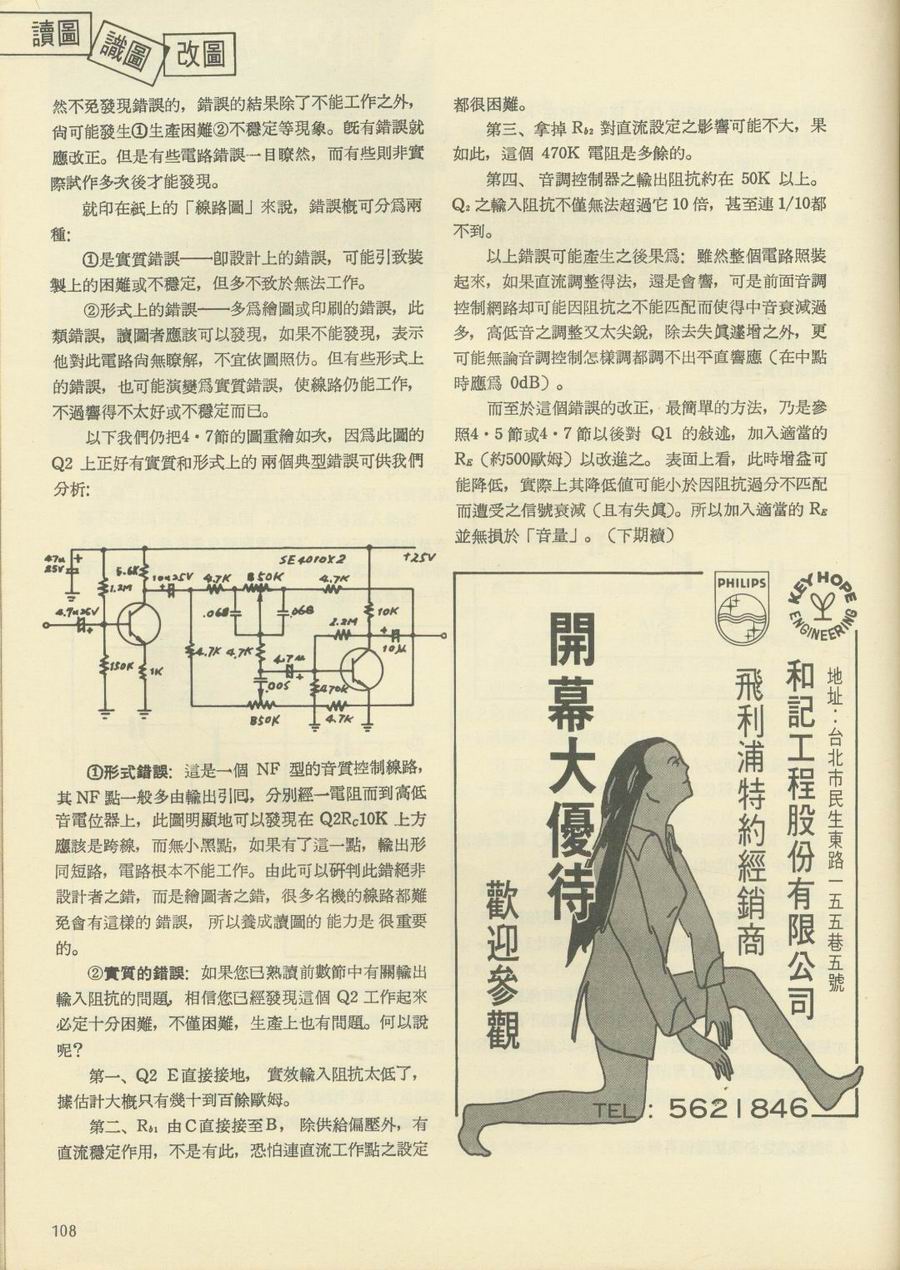 讀圖
識圖
改圖
然不免發現錯誤的，錯誤的結果除了不能工作之外，
尙可能發生①生產困難②不穩定等現象。旣有錯誤就
應改正。但是有些電路錯誤一目瞭然，而有些則非實
際試作多次後才能發現。
就印在紙上的「線路圖」來說，錯誤概可分爲兩
種：
①是實質錯誤——卽設計上的錯誤，可能引致裝
製上的困難或不穩定，但多不致於無法工作。
②形式上的錯誤——多爲繪圖或印刷的錯誤，此
類錯誤，讀圖者應該可以發現，如果不能發現，表示
他對此電路尙無瞭解，不宜依圖照仿。但有些形式上
的錯誤，也可能演變爲實質錯誤，使線路仍能工作，
不過響得不太好或不穩定而已。
以下我們仍把4・7節的圖重繪如次，因爲此圖的
Q2 上正好有實質和形式上的 兩個典型錯誤可供我們
分析：
47u
25V
+
5.6K
1.2M
10u25V
4.7K
B50K
SE4010X2
4.7K
+25V
4.7u25V
+
.068
.068
10K
2.2M
+
10μ
150K
1K
4.7K
4.7K
4.7u
+
.005
470K
B50K
4.7K
①形式錯誤：這是一個 NF 型的音質控制線路，
其 NF 點一般多由輸出引囘，分別經一電阻而到高低
音電位器上，此圖明顯地可以發現在 Q2Rc10K 上方
應該是跨線，而無小黑點，如果有了這一點，輸出形
同短路，電路根本不能工作。由此可以硏判此錯絕非
設計者之錯，而是繪圖者之錯，很多名機的線路都難
免會有這樣的 錯誤， 所以養成讀圖的 能力是 很重要
的。
②實質的錯誤：如果您已熟讀前數節中有關輸出
輸入阻抗的問題，相信您已經發現這個 Q2 工作起來
必定十分困難，不僅困難，生產上也有問題。何以說
呢？
第一、Q2 E直接接地， 實效輸入阻抗太低了，
據估計大概只有幾十到百餘歐姆。
第二、Rb1 由C直接接至B， 除供給偏壓外，有
直流穩定作用，不是有此，恐怕連直流工作點之設定
都很困難。
第三、拿掉 Rb2 對直流設定之影響可能不大，果
如此，這個 470K 電阻是多餘的。
第四、 音調控制器之輸出阻抗約在 50K 以上。
Q2 之輸入阻抗不僅無法超過它 10 倍，甚至連 1/10都
不到。
以上錯誤可能產生之後果爲：雖然整個電路照裝
起來，如果直流調整得法，還是會響，可是前面音調
控制網路却可能因阻抗之不能匹配而使得中音衰減過
多，高低音之調整又太尖銳，除去失眞遽增之外，更
可能無論音調控制怎樣調都調不出平直響應（在中點
時應爲 0dB）。
而至於這個錯誤的改正，最簡單的方法，乃是參
照4・5 節或4・7 節以後對 Q1 的敍述，加入適當的
RE（約500歐姆）以改進之。 表面上看，此時增益可
能降低，實際上其降低値可能小於因阻抗過分不匹配
而遭受之信號衰減（且有失眞）。所以加入適當的 RE
並無損於「音量」。（下期續）
PHILIPS
KEY HOPE
ENGINEERING
地址：台北市民生東路一五五巷五號
和記工程股份有限公司
飛利浦特約經銷商
開幕大優待
歡迎參觀
TEL：5621846
108